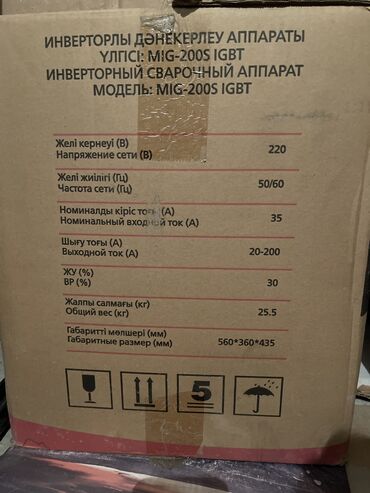 ИНВЕРТОРЛЫ ДӘНЕКЕРЛЕУ АППАРАТЫ
ҮЛГІСІ: MIG-200S IGBT
ИНВЕРТОРНЫЙ СВАРОЧНЫЙ АППАРАТ
МОДЕЛЬ: MIG-200S IGBT
Желі кернеуі (В)
Напряжение сети (В) 220
Желі жиілігі (Гц)
Частота сети (Гц) 50/60
Номиналды кіріс тоғы (А)
Номинальный входной ток (А) 35
Шығу тоғы (А)
Выходной ток (А) 20-200
ЖУ (%)
ВР (%) 30
Жалпы салмағы (кг)
Общий вес (кг) 25.5
Габаритті мөлшері (мм)
Габаритные размер (мм) 560*360*435
5